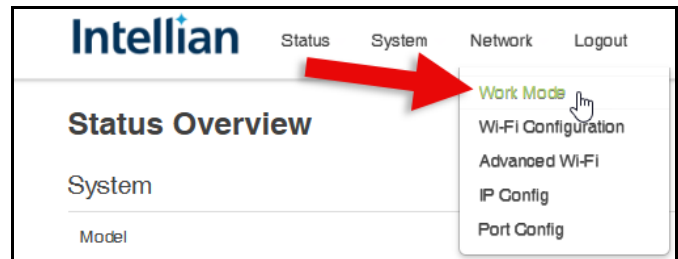 Intellian Status System Network Logout
Work Mode
Status Overview
Wi-Fi Configuration
Advanced Wi-Fi
System
IP Config
Port Config
Model